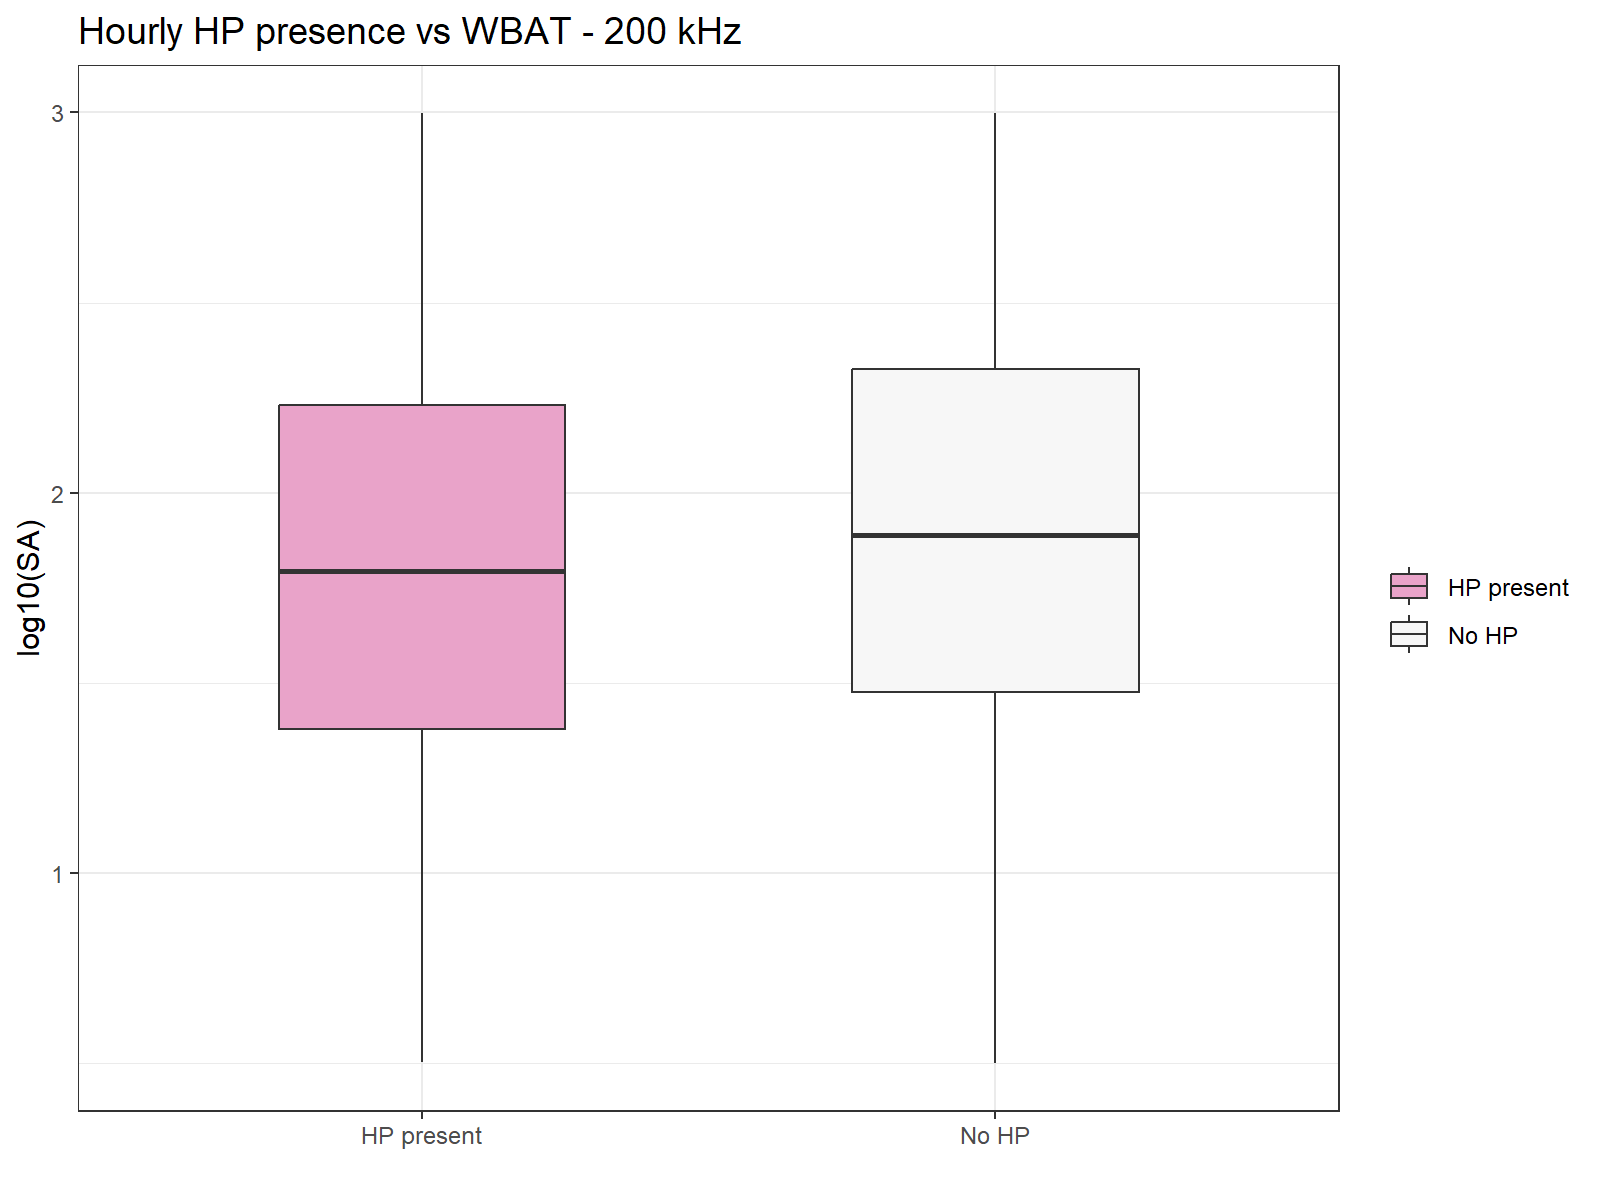 Hourly HP presence vs WBAT - 200 kHz
log10(SA)
3
2
1
HP present
No HP
HP present
No HP